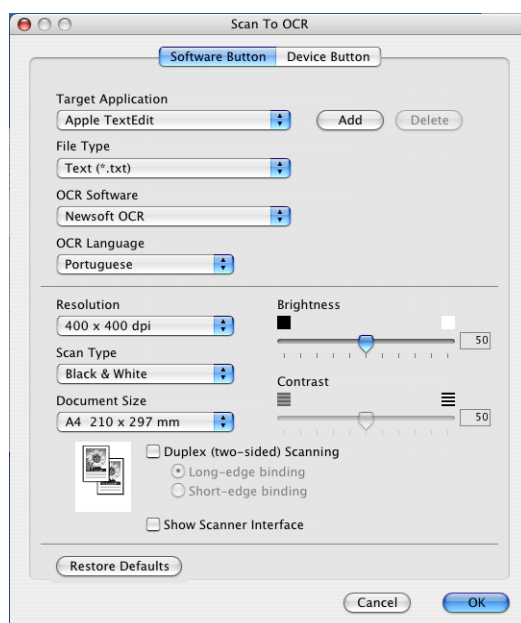 Scan To OCR
Software Button Device Button
Target Application
Apple TextEdit Add Delete
File Type
Text (*.txt)
OCR Software
Newsoft OCR
OCR Language
Portuguese
Resolution Brightness
400 x 400 dpi
50
Scan Type
Black & White
Contrast
Document Size
A4 210 x 297 mm 50
Duplex (two-sided) Scanning
Long-edge binding
Short-edge binding
Show Scanner Interface
Restore Defaults
Cancel OK